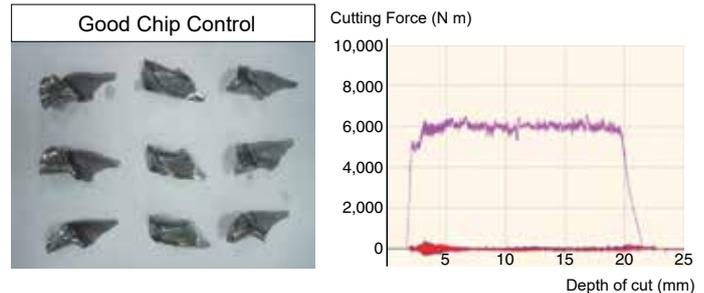 Good Chip Control
Cutting Force (N m)
10,000
8,000
6,000
4,000
2,000
0
5 10 15 20 25
Depth of cut (mm)